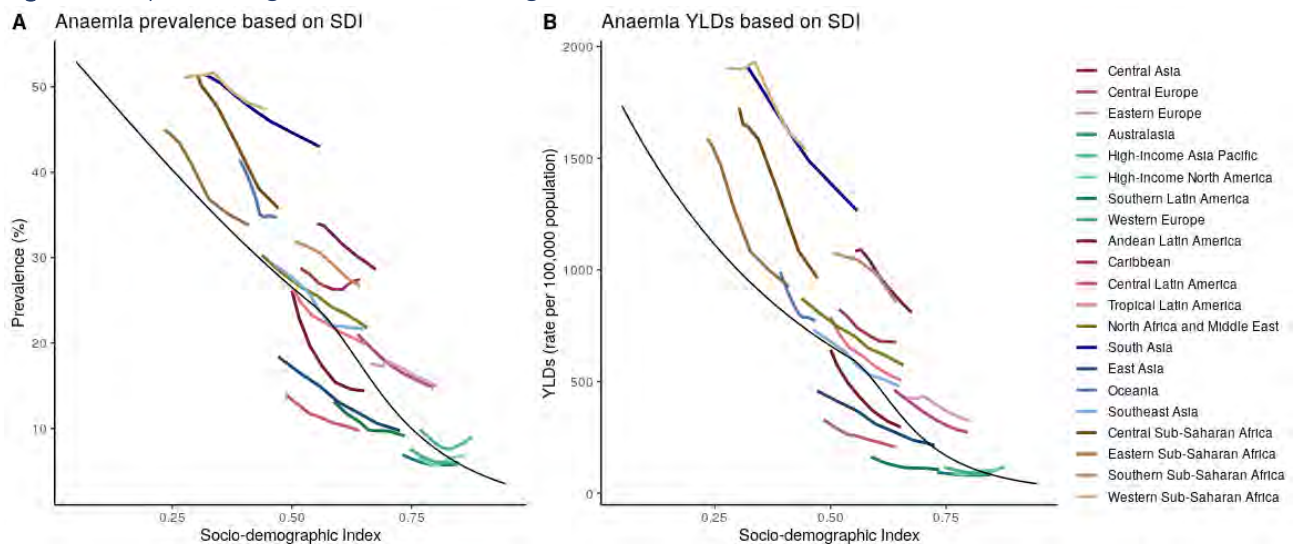 A Anaemia prevalence based on SDI
50
40
30
20
10
Prevalence (%)
0.25 0.50 0.75
Socio-demographic Index
B Anaemia YLDs based on SDI
2000
1500
1000
500
0
YLDs (rate per 100,000 population)
0.25 0.50 0.75
Socio-demographic Index
Central Asia
Central Europe
Eastern Europe
Australasia
High-Income Asia Pacific
High-Income North America
Southern Latin America
Western Europe
Andean Latin America
Caribbean
Central Latin America
Tropical Latin America
North Africa and Middle East
South Asia
East Asia
Oceania
Southeast Asia
Central Sub-Saharan Africa
Eastern Sub-Saharan Africa
Southern Sub-Saharan Africa
Western Sub-Saharan Africa